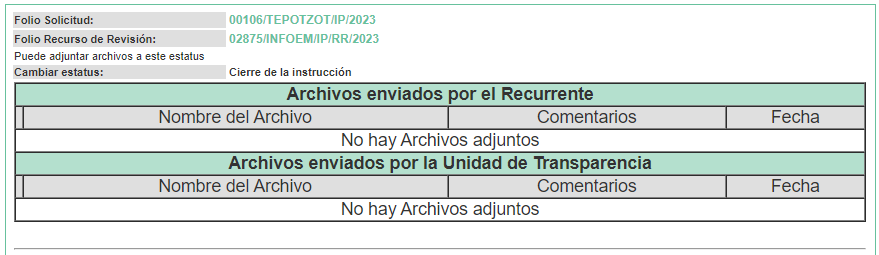 Folio Solicitud: 00106/TEPOTZOT/IP/2023
Folio Recurso de Revisión: 02875/INFOEM/IP/RR/2023
Puede adjuntar archivos a este estatus
Cambiar estatus: Cierre de la instrucción
Archivos enviados por el Recurrente
Nombre del Archivo Comentarios Fecha
No hay Archivos adjuntos
Archivos enviados por la Unidad de Transparencia
Nombre del Archivo Comentarios Fecha
No hay Archivos adjuntos